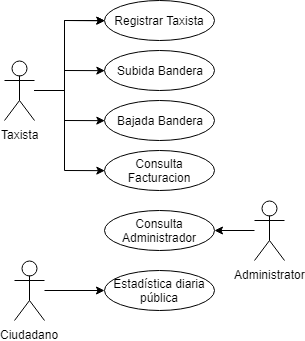 Registrar Taxista
Subida Bandera
Taxista
Bajada Bandera
Consulta
Facturacion
Consulta
Administrador
Administrator
Estadística diaria
pública
Ciudadano